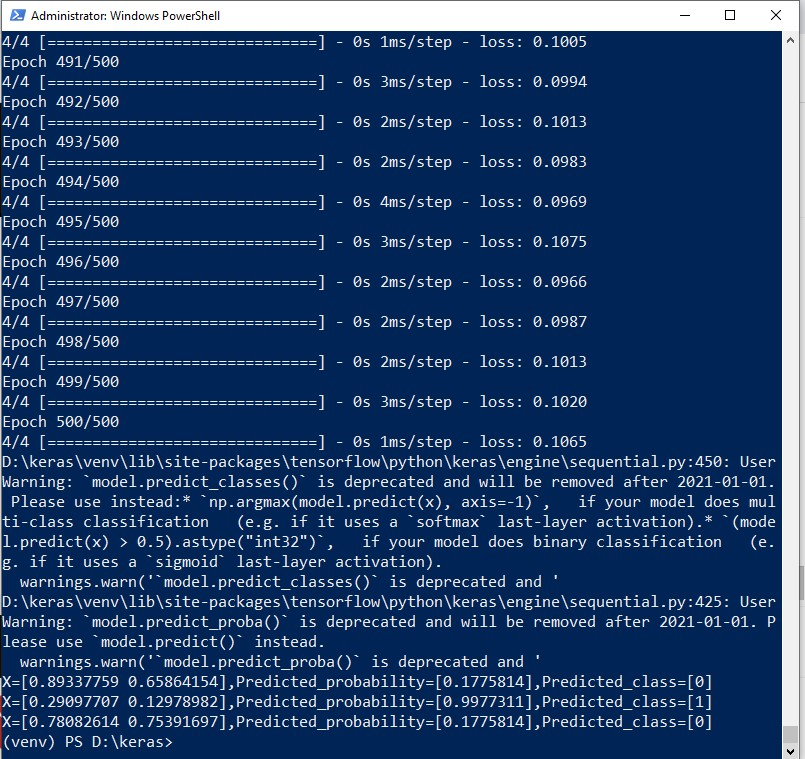 Administrator: Windows PowerShell
4/4 [==============================] - 0s 1ms/step - loss: 0.1005
Epoch 491/500
4/4 [==============================] - 0s 3ms/step - loss: 0.0994
Epoch 492/500
4/4 [==============================] - 0s 2ms/step - loss: 0.1013
Epoch 493/500
4/4 [==============================] - 0s 2ms/step - loss: 0.0983
Epoch 494/500
4/4 [==============================] - 0s 4ms/step - loss: 0.0969
Epoch 495/500
4/4 [==============================] - 0s 3ms/step - loss: 0.1075
Epoch 496/500
4/4 [==============================] - 0s 2ms/step - loss: 0.0966
Epoch 497/500
4/4 [==============================] - 0s 2ms/step - loss: 0.0987
Epoch 498/500
4/4 [==============================] - 0s 2ms/step - loss: 0.1013
Epoch 499/500
4/4 [==============================] - 0s 3ms/step - loss: 0.1020
Epoch 500/500
4/4 [==============================] - 0s 1ms/step - loss: 0.1065
D:\keras\venv\lib\site-packages\tensorflow\python\keras\engine\sequential.py:450: User
Warning: `model.predict_classes()` is deprecated and will be removed after 2021-01-01.
 Please use instead:* `np.argmax(model.predict(x), axis=-1)`,   if your model does mul
ti-class classification   (e.g. if it uses a `softmax` last-layer activation).* `(mode
l.predict(x) > 0.5).astype("int32")`,   if your model does binary classification   (e.
g. if it uses a `sigmoid` last-layer activation).
  warnings.warn('`model.predict_classes()` is deprecated and '
D:\keras\venv\lib\site-packages\tensorflow\python\keras\engine\sequential.py:425: User
Warning: `model.predict_proba()` is deprecated and will be removed after 2021-01-01. P
lease use `model.predict()` instead.
  warnings.warn('`model.predict_proba()` is deprecated and '
X=[0.89337759 0.65864154],Predicted_probability=[0.1775814],Predicted_class=[0]
X=[0.29097707 0.12978982],Predicted_probability=[0.9977311],Predicted_class=[1]
X=[0.78082614 0.75391697],Predicted_probability=[0.1775814],Predicted_class=[0]
(venv) PS D:\keras>